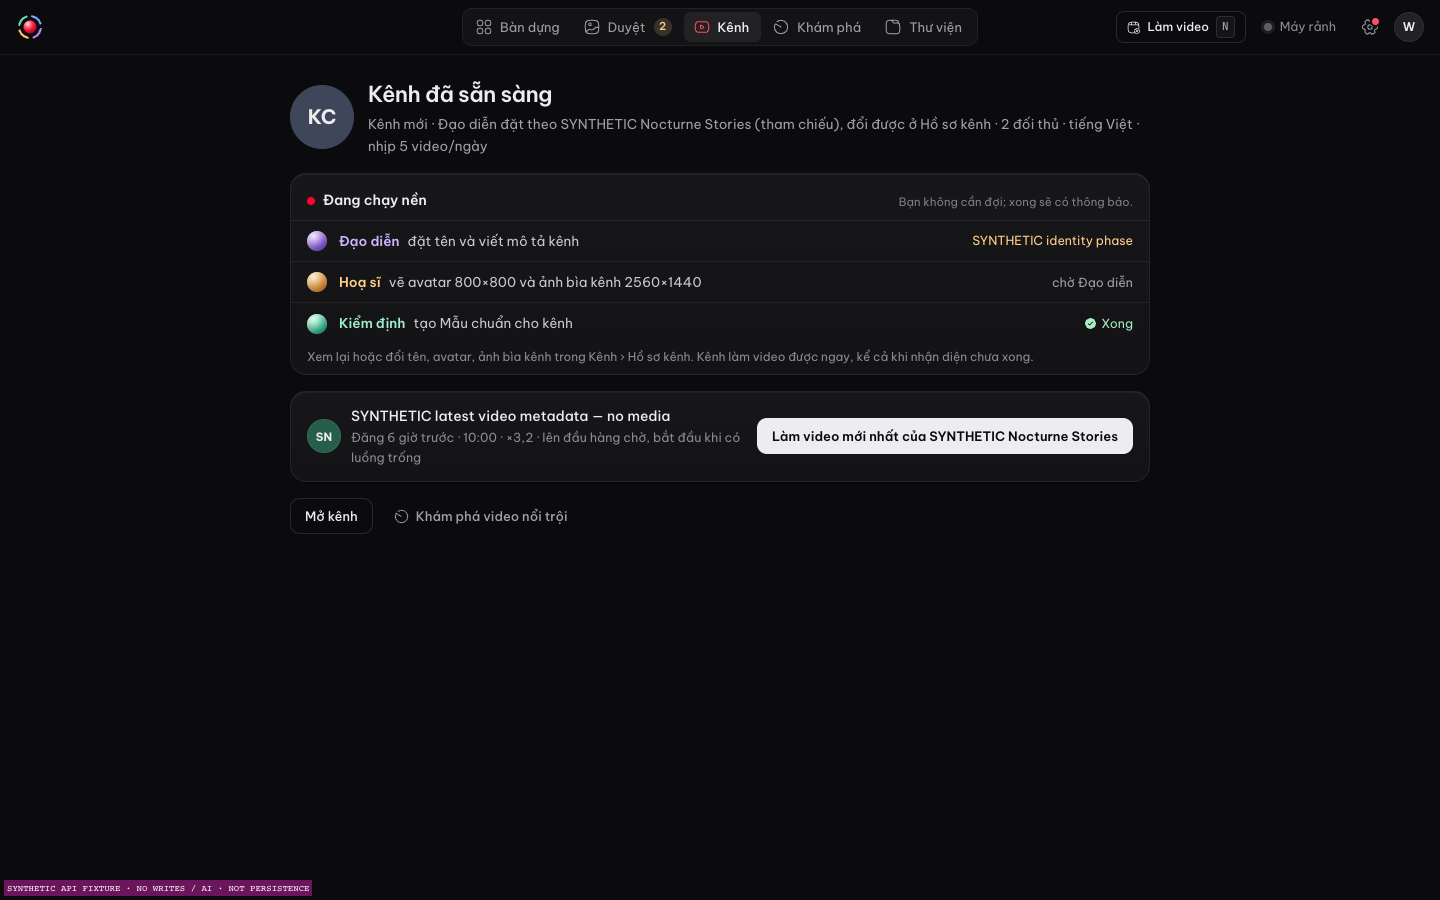 Bàn dựng
Duyệt 2
Kênh
Khám phá
Thư viện
Làm video N
Máy rảnh
W
KC
Kênh đã sẵn sàng
Kênh mới · Đạo diễn đặt theo SYNTHETIC Nocturne Stories (tham chiếu), đổi được ở Hồ sơ kênh · 2 đối thủ · tiếng Việt ·
nhịp 5 video/ngày
Đang chạy nền
Bạn không cần đợi; xong sẽ có thông báo.
Đạo diễn đặt tên và viết mô tả kênh
SYNTHETIC identity phase
Hoạ sĩ vẽ avatar 800×800 và ảnh bìa kênh 2560×1440
chờ Đạo diễn
Kiểm định tạo Mẫu chuẩn cho kênh
Xong
Xem lại hoặc đổi tên, avatar, ảnh bìa kênh trong Kênh › Hồ sơ kênh. Kênh làm video được ngay, kể cả khi nhận diện chưa xong.
SN
SYNTHETIC latest video metadata — no media
Đăng 6 giờ trước · 10:00 · ×3,2 · lên đầu hàng chờ, bắt đầu khi có
luồng trống
Làm video mới nhất của SYNTHETIC Nocturne Stories
Mở kênh
Khám phá video nổi trội
SYNTHETIC API FIXTURE · NO WRITES / AI · NOT PERSISTENCE